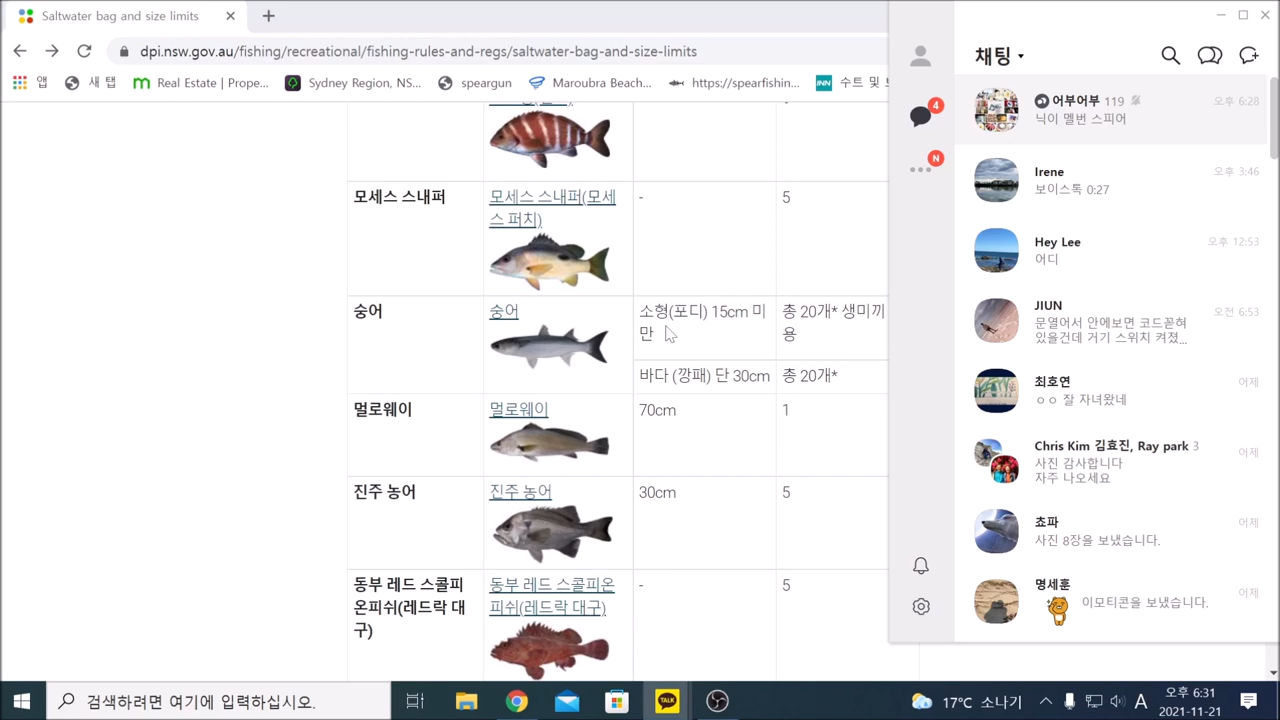 Saltwater bag and size limits
dpi.nsw.gov.au/fishing/recreational/fishing-rules-and-regs/saltwater-bag-and-size-limits
앱
새 탭
Real Estate | Prope...
Sydney Region, NS...
speargun
Maroubra Beach...
https://spearfishin...
INN
수트 및 보
모세스 스내퍼
모세스 스내퍼(모세
스 퍼치)
-
5
숭어
숭어
소형(포디) 15cm 미
만
총 20개* 생미끼
용
바다 (깡패) 단 30cm
총 20개*
멀로웨이
멀로웨이
70cm
1
진주 농어
진주 농어
30cm
5
동부 레드 스콜피
온피쉬(레드락 대
구)
동부 레드 스콜피온
피쉬(레드락 대구)
-
5
채팅
4
N
어부어부 119
오후 6:28
닉이 멜번 스피어
Irene
오후 3:46
보이스톡 0:27
Hey Lee
오후 12:53
어디
JIUN
오전 6:53
문열어서 안에보면 코드꼰혀
있을건데 거기 스위치 켜졌...
최호연
어제
ㅇㅇ 잘 자녀왔네
Chris Kim 김효진, Ray park 3
어제
사진 감사합니다
자주 나오세요
쵸파
어제
사진 8장을 보냈습니다.
명세훈
어제
이모티콘을 보냈습니다.
검색하려면 여기에 입력하십시오.
TALK
17°C 소나기
A
오후 6:31
2021-11-21